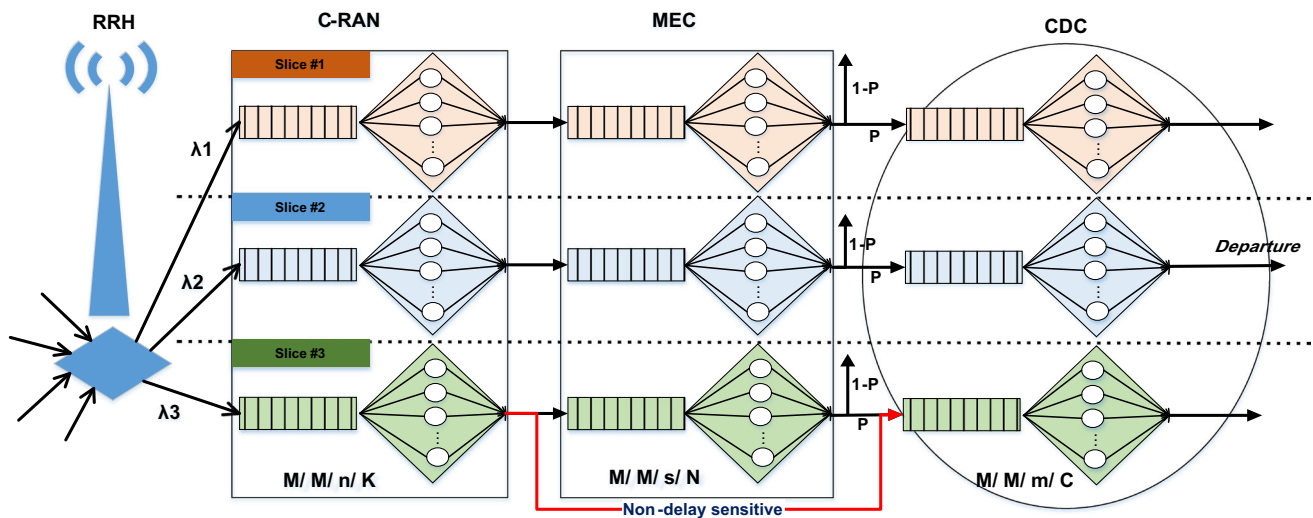 RRH
C-RAN
MEC
CDC
Slice #1
λ1
1-P
P
Slice #2
λ2
1-P
P
Departure
Slice #3
λ3
1-P
P
M/ M/ n/ K
M/ M/ s/ N
M/ M/ m/ C
Non-delay sensitive